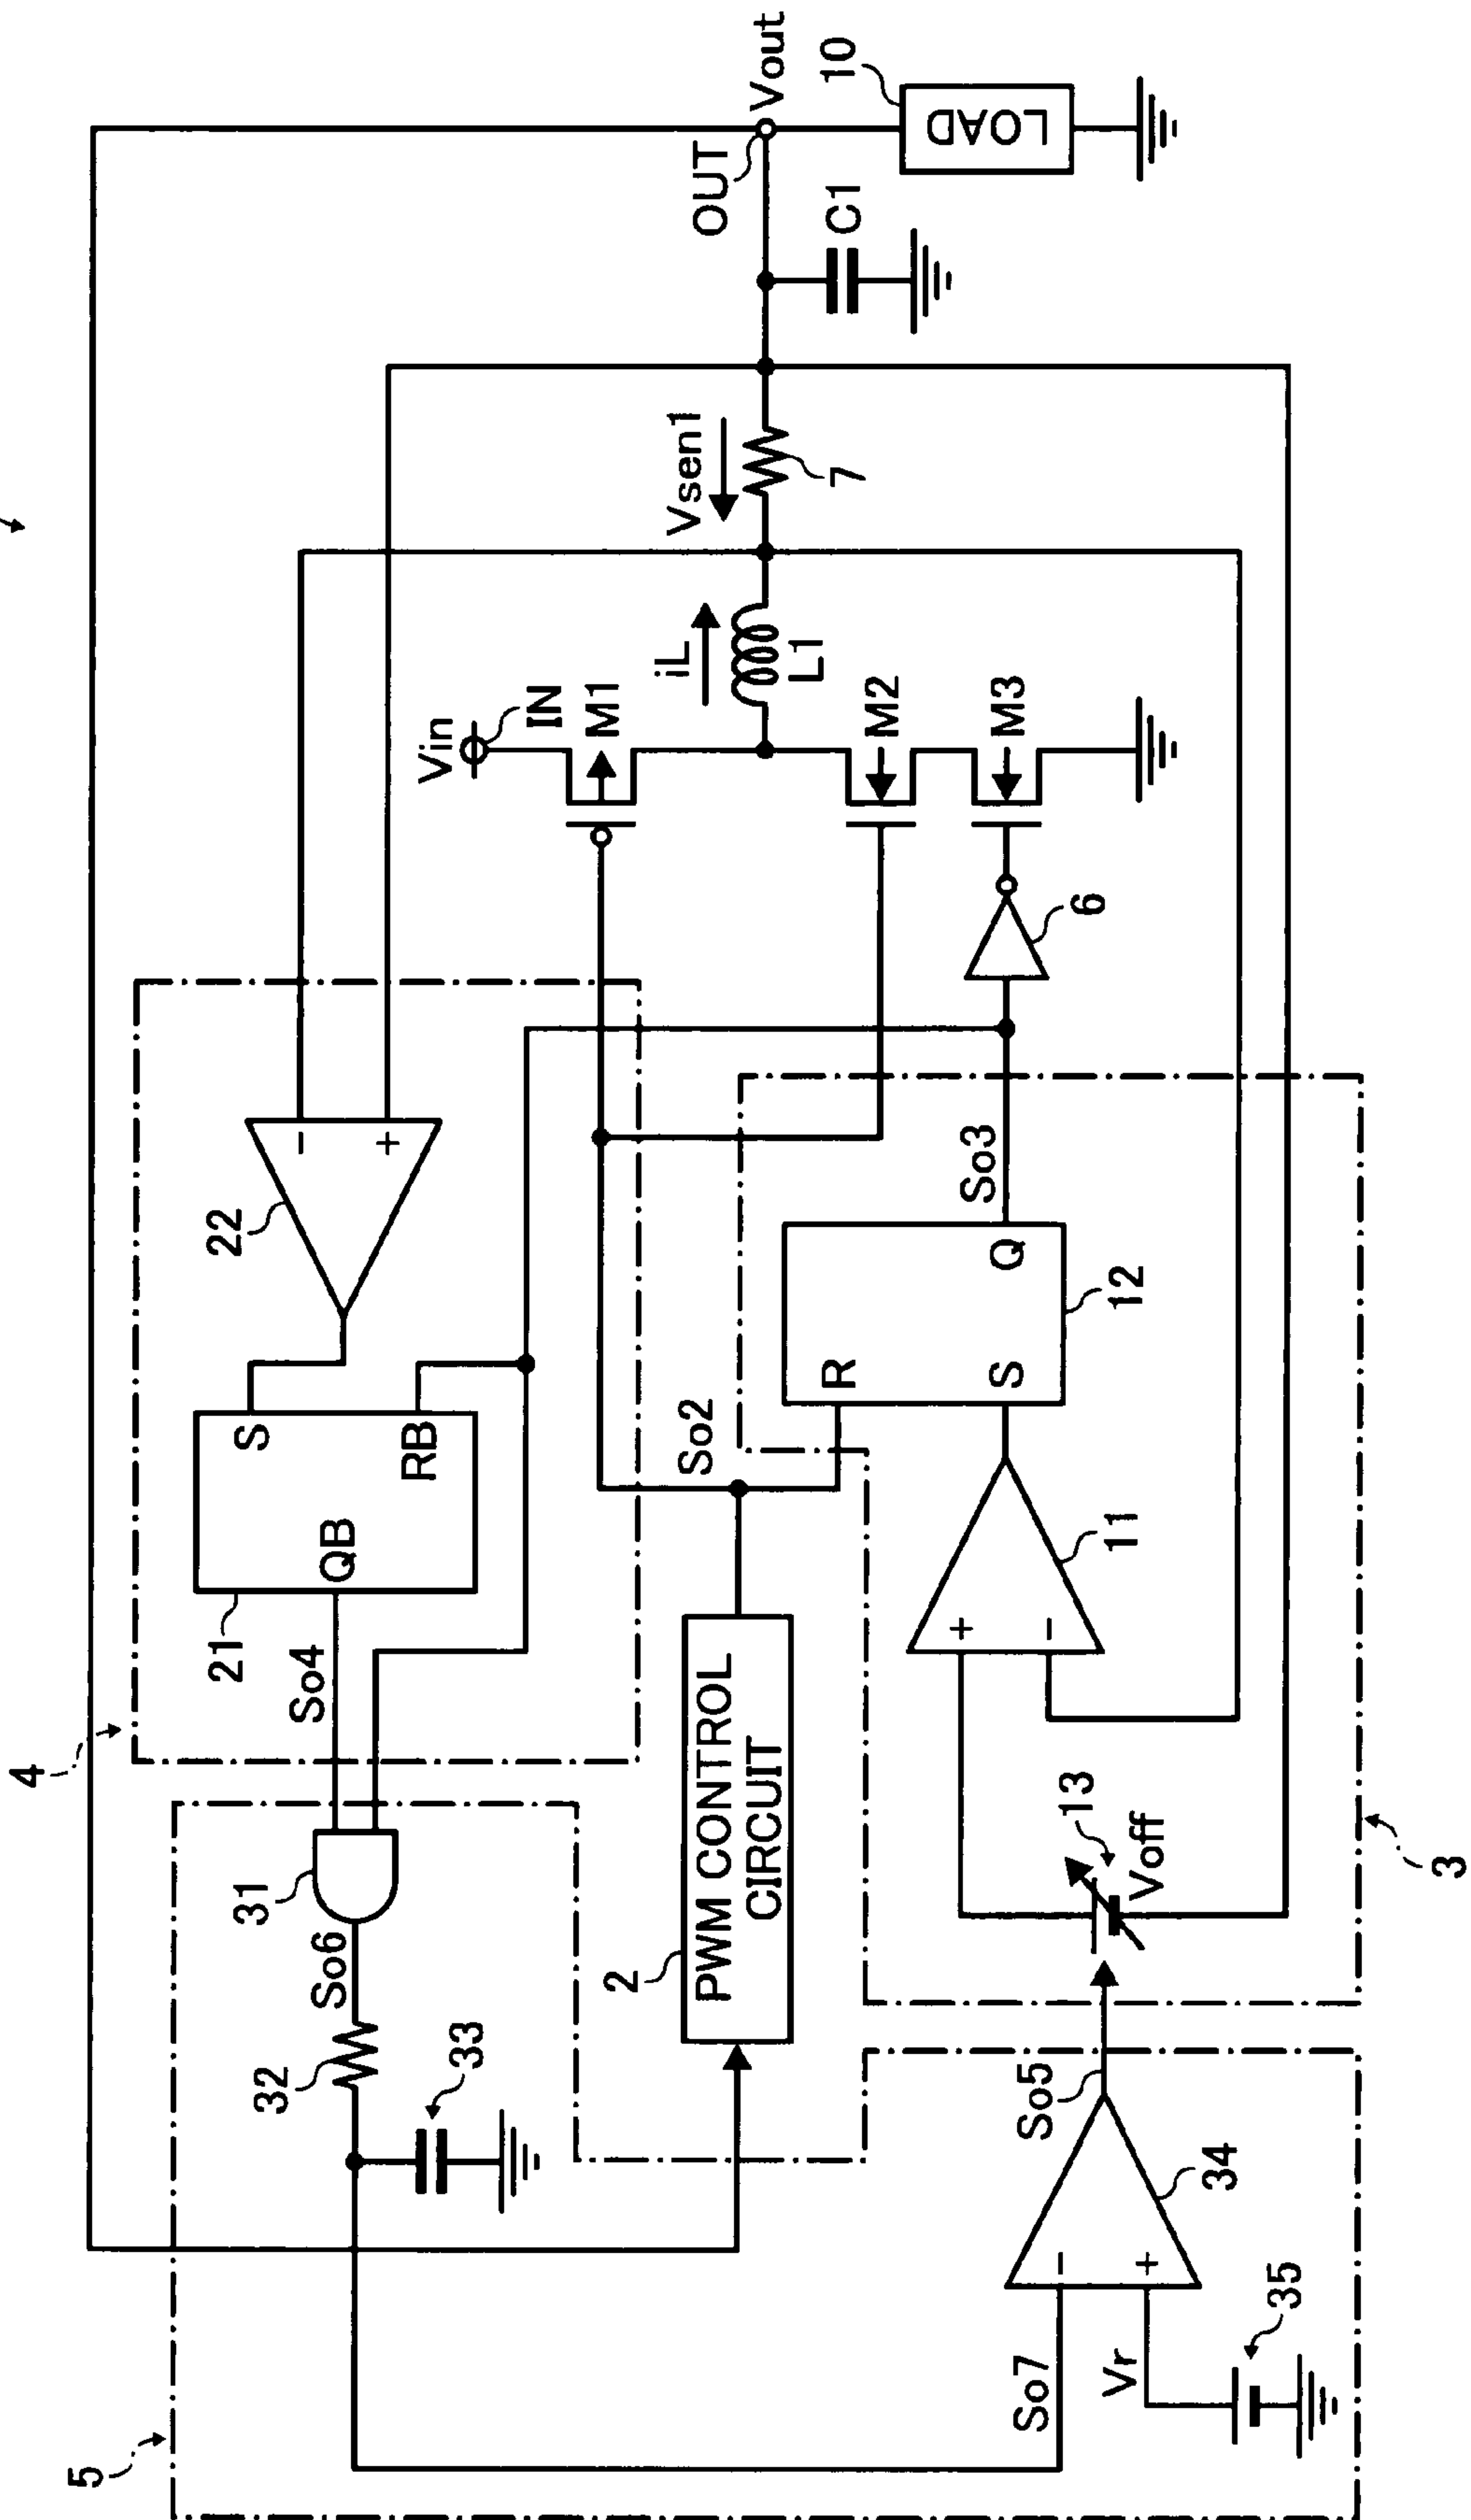 4
5
2
PWM CONTROL
CIRCUIT
3
So6
31
32
33
So7
Vr
35
34
So5
13
Voff
+
-
11
-
+
So4
21
QB
S
RB
22
-
+
So2
R
S
Q
12
So3
6
Vin
IN
M1
M2
M3
iL
L1
Vsen1
7
C1
OUT
Vout
10
LOAD